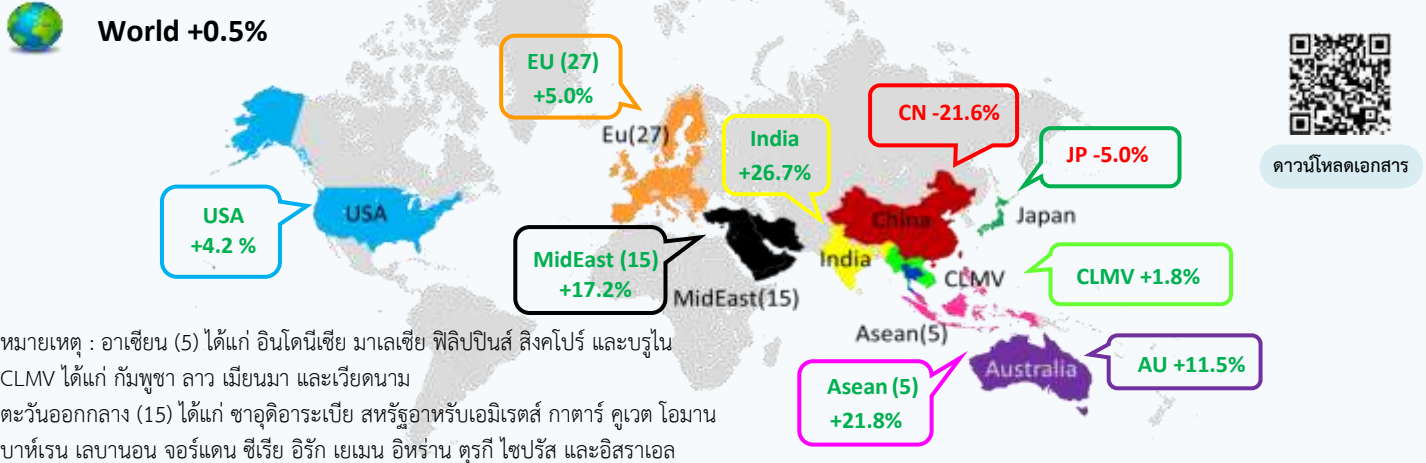 World +0.5%
EU (27)
+5.0%
Eu(27)
India
+26.7%
CN -21.6%
JP -5.0%
ดาวน์โหลดเอกสาร
USA
+4.2 %
USA
China
Japan
MidEast (15)
+17.2%
India
CLMV
CLMV +1.8%
MidEast(15)
Asean(5)
Australia
AU +11.5%
Asean (5)
+21.8%
หมายเหตุ : อาเซียน (5) ได้แก่ อินโดนีเซีย มาเลเซีย ฟิลิปปินส์ สิงคโปร์ และบรูไน
CLMV ได้แก่ กัมพูชา ลาว เมียนมา และเวียดนาม
ตะวันออกกลาง (15) ได้แก่ ซาอุดิอาระเบีย สหรัฐอาหรับเอมิเรตส์ กาตาร์ คูเวต โอมาน
บาห์เรน เลบานอน จอร์แดน ซีเรีย อิรัก เยเมน อิหร่าน ตุรกี ไซปรัส และอิสราเอล